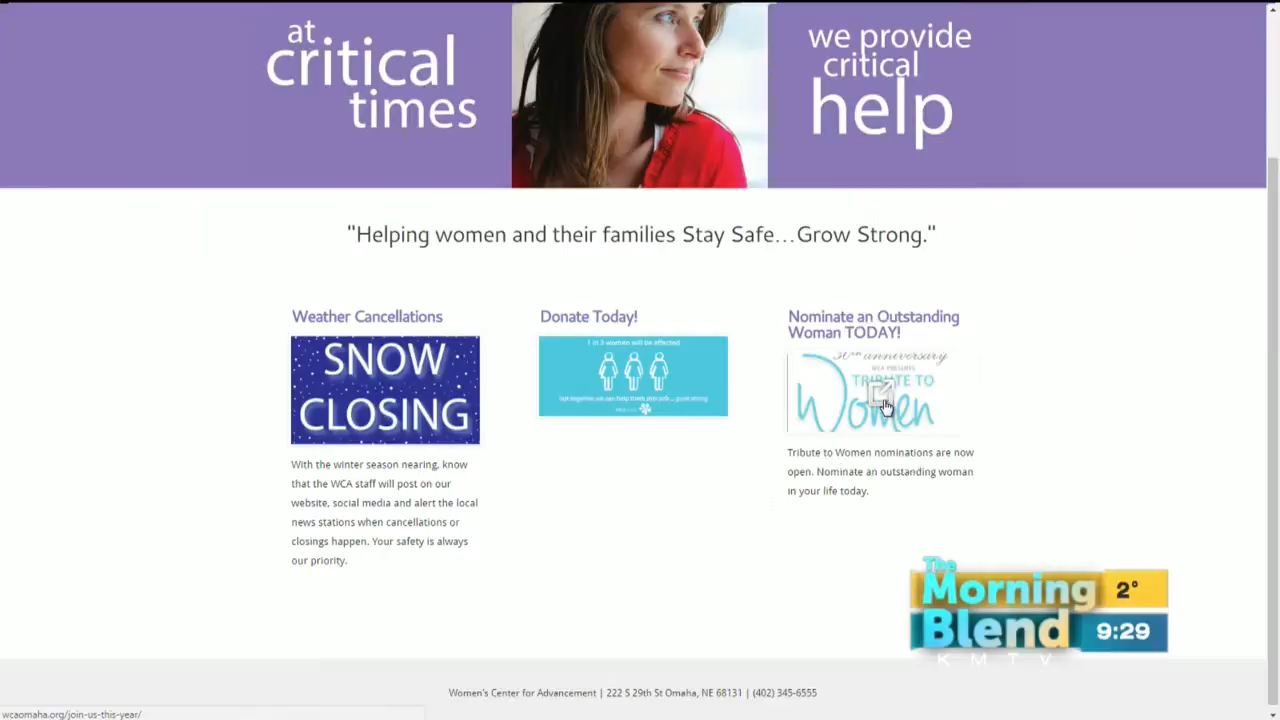 at
critical
times
we provide
critical
help
"Helping women and their families Stay Safe...Grow Strong."
Weather Cancellations
SNOW
CLOSING
With the winter season nearing, know
that the WCA staff will post on our
website, social media and alert the local
news stations when cancellations or
closings happen. Your safety is always
our priority.
Donate Today!
1 in 3 women will be affected
Nominate an Outstanding
Woman TODAY!
30th anniversary
WCA PRESENTS
TRIBUTE TO
Women
Tribute to Women nominations are now
open. Nominate an outstanding woman
in your life today.
The
Morning
Blend
KMTV
2°
9:29
Women's Center for Advancement | 222 S 29th St Omaha, NE 68131 | (402) 345-6555
wcaomaha.org/join-us-this-year/